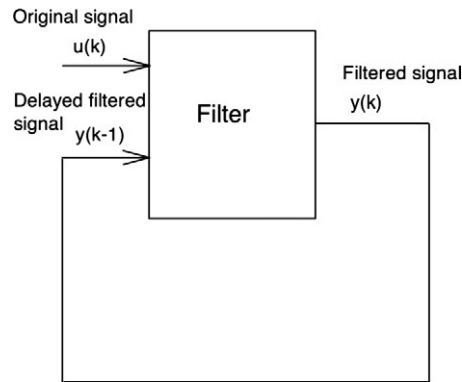 Original signal
u(k)
Delayed filtered
signal
y(k-1)
Filter
Filtered signal
y(k)